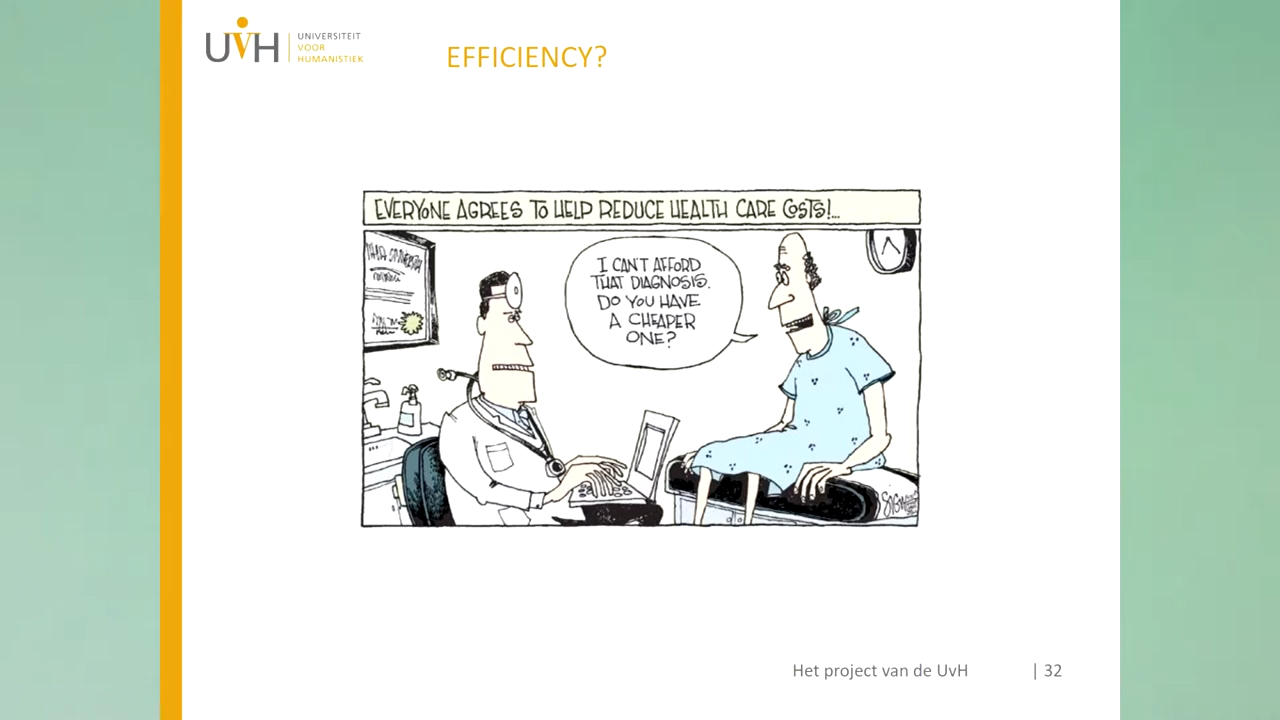 UvH
UNIVERSITEIT
VOOR
HUMANISTIEK
EFFICIENCY?
EVERYONE AGREES TO HELP REDUCE HEALTH CARE COSTS!...
I CAN'T AFFORD
THAT DIAGNOSIS.
DO YOU HAVE
A CHEAPER
ONE?
Het project van de UvH
| 32